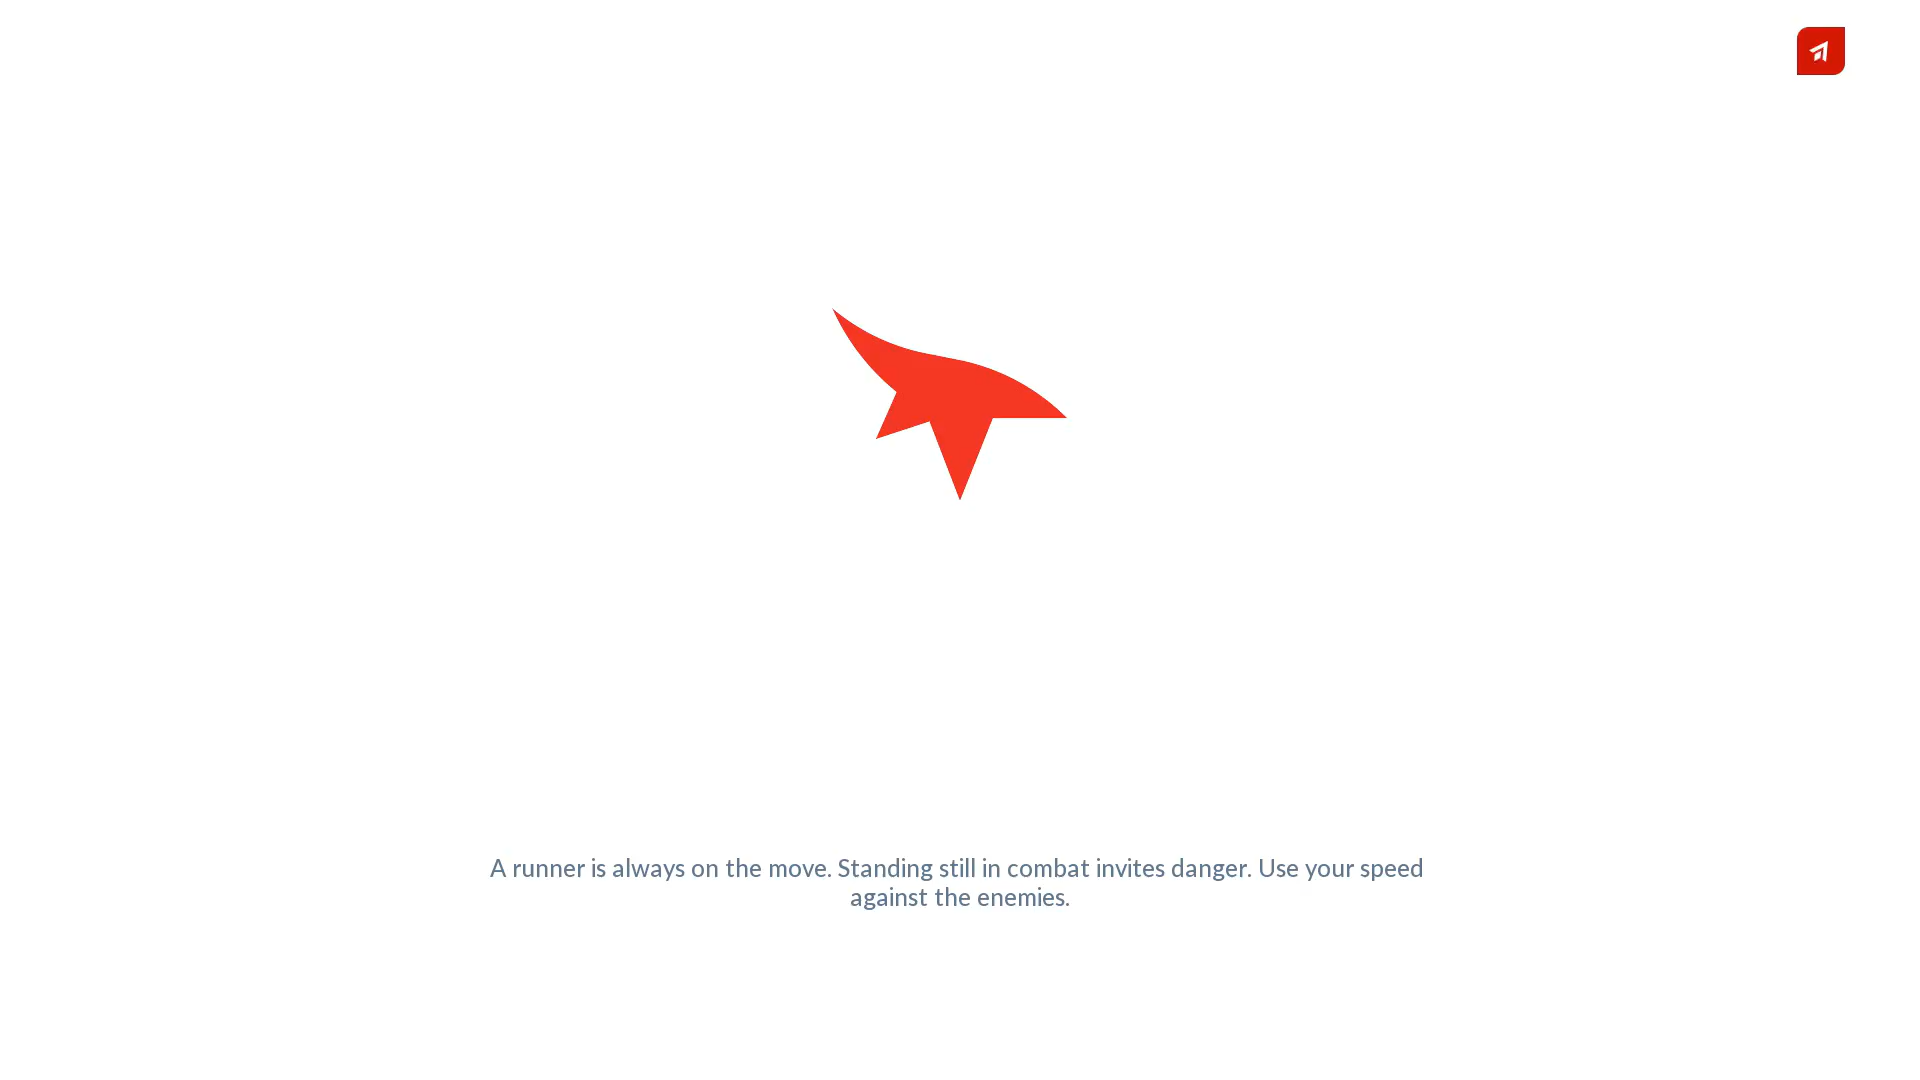 A runner is always on the move. Standing still in combat invites danger. Use your speed
against the enemies.